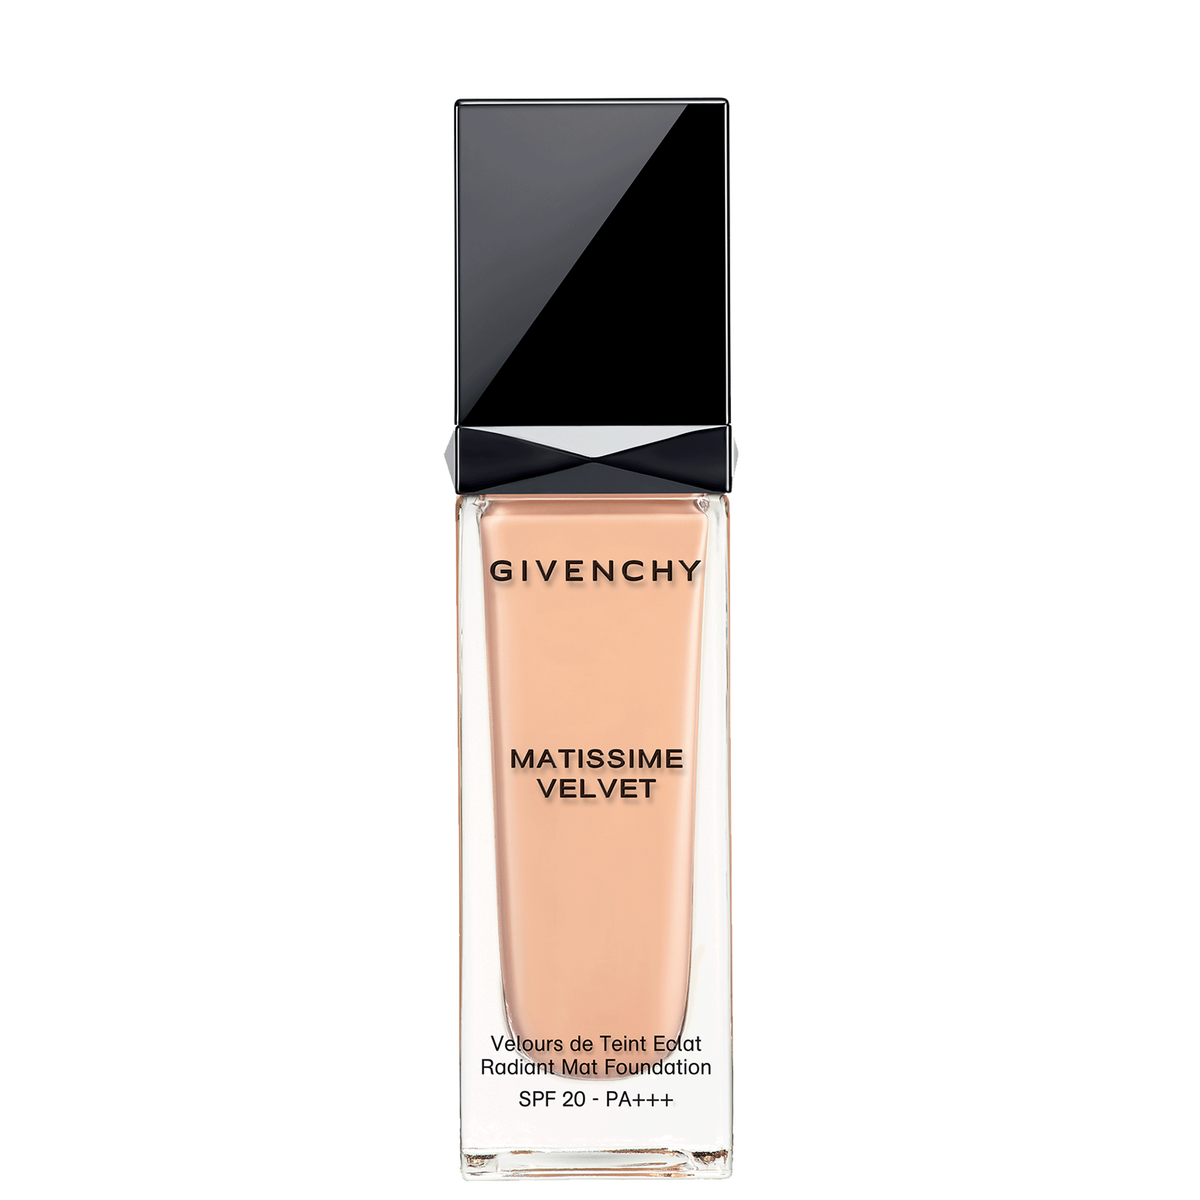 GIVENCHY
MATISSIME
VELVET
Velours de Teint Eclat
Radiant Mat Foundation
SPF 20 - PA+++